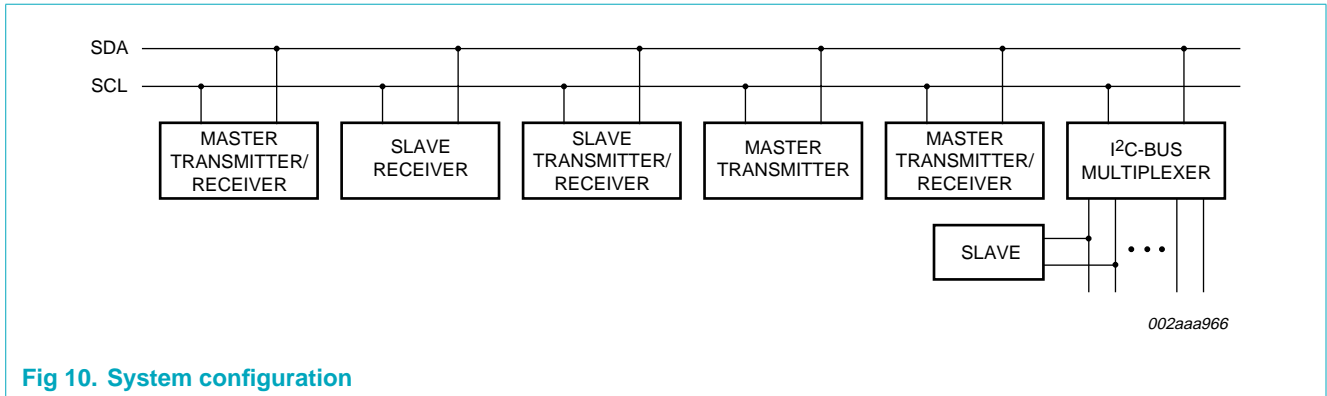 SDA
SCL
MASTER
TRANSMITTER/
RECEIVER
SLAVE
RECEIVER
SLAVE
TRANSMITTER/
RECEIVER
MASTER
TRANSMITTER
MASTER
TRANSMITTER/
RECEIVER
I²C-BUS
MULTIPLEXER
SLAVE
002aaa966
Fig 10. System configuration